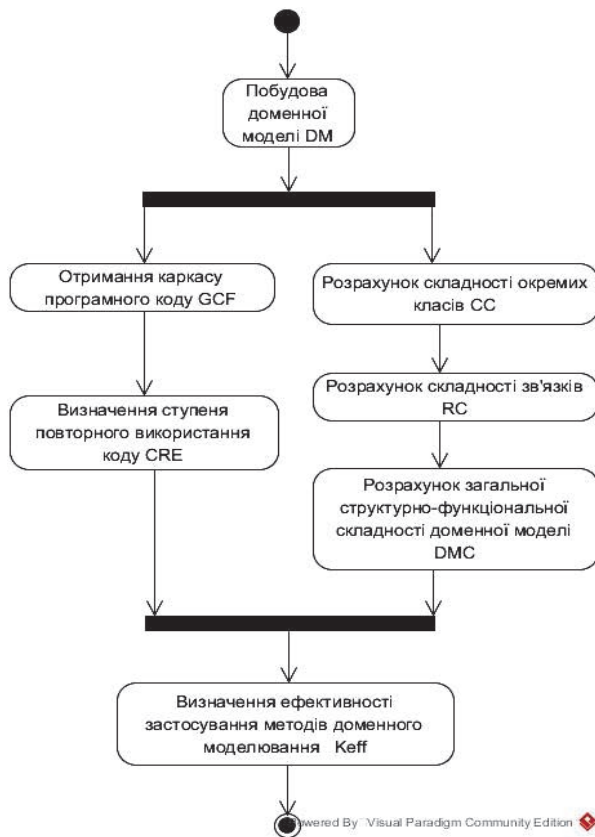 Побудова
доменної
моделі DM
Отримання каркасу
програмного коду GCF
Визначення ступеня
повторного використання
коду CRE
Розрахунок складності окремих
класів CC
Розрахунок складності зв'язків
RC
Розрахунок загальної
структурно-функціональної
складності доменної моделі
DMC
Визначення ефективності
застосування методів доменного
моделювання Keff
wered By Visual Paradigm Community Edition